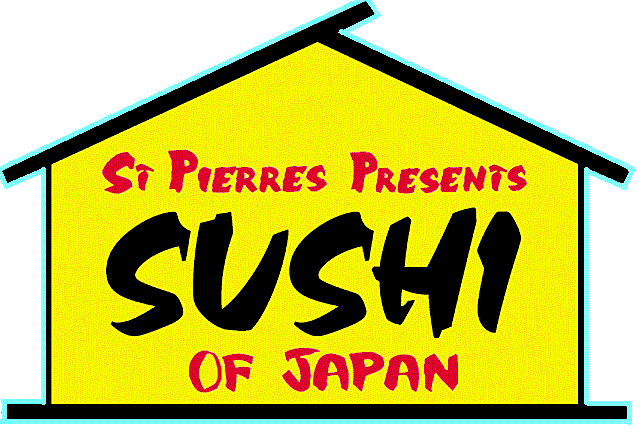 St Pierres Presents
SUSHI
OF JAPAN